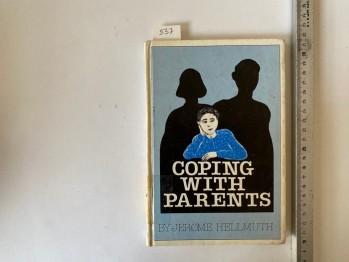 537
COPING
WITH
PARENTS
BY JEROME HELLMUTH